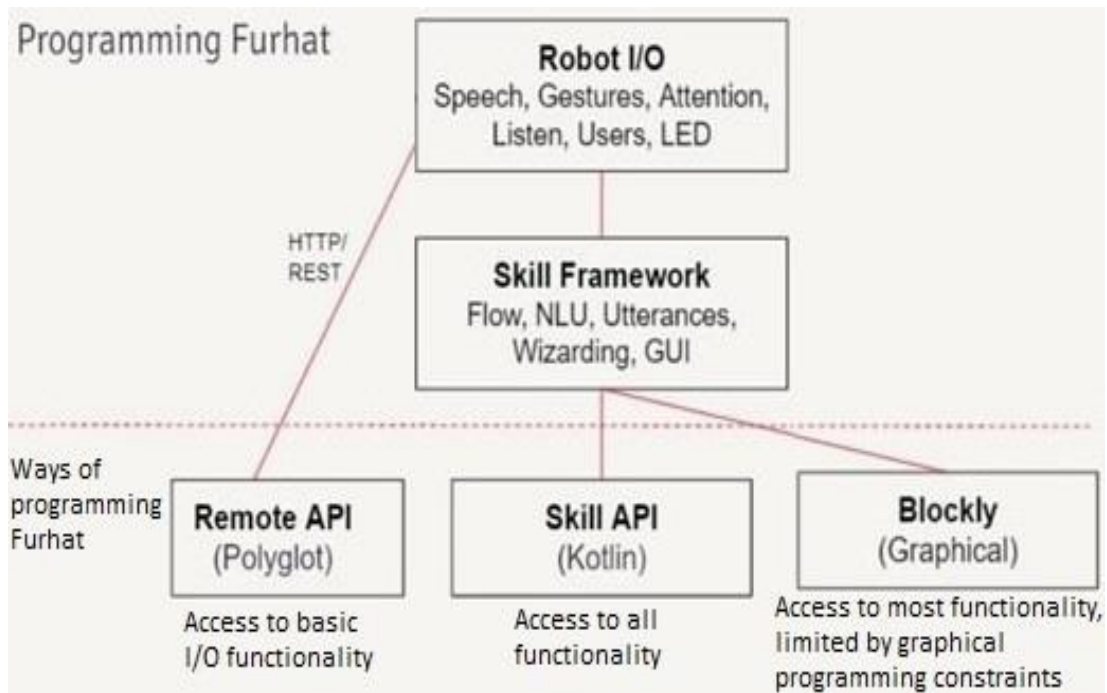 Programming Furhat
Robot I/O
Speech, Gestures, Attention,
Listen, Users, LED
HTTP/
REST
Skill Framework
Flow, NLU, Utterances,
Wizarding, GUI
Ways of
programming
Furhat
Remote API
(Polyglot)
Access to basic
I/O functionality
Skill API
(Kotlin)
Access to all
functionality
Blockly
(Graphical)
Access to most functionality,
limited by graphical
programming constraints